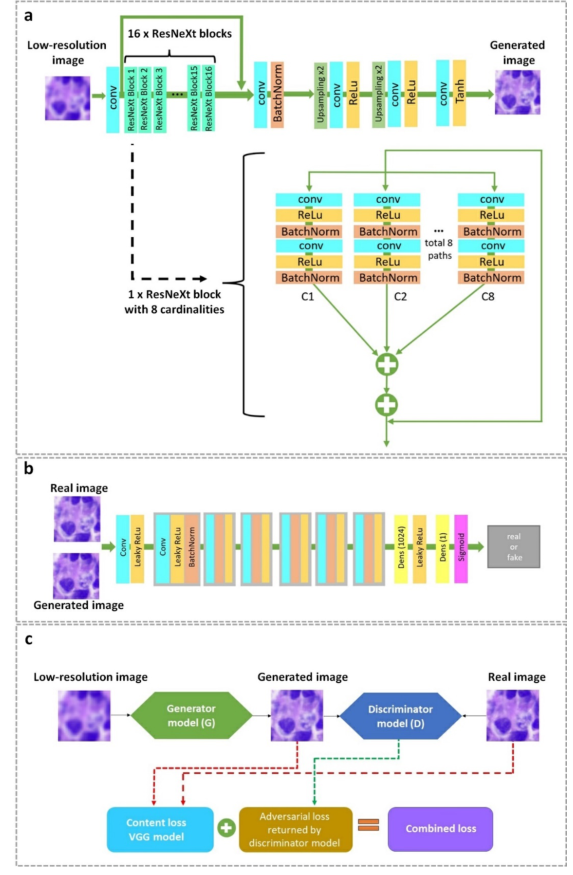 a
16 x ResNeXt blocks
Low-resolution
image
Generated
image
conv
ResNeXt Block 1
ResNeXt Block 2
ResNeXt Block 3
...
ResNeXt Block15
ResNeXt Block16
conv
BatchNorm
Upsampling x2
conv
ReLu
Upsampling x2
conv
ReLu
conv
Tanh
conv
ReLu
BatchNorm
conv
ReLu
BatchNorm
C1
conv
ReLu
BatchNorm
conv
ReLu
BatchNorm
C2
...
total 8
paths
conv
ReLu
BatchNorm
conv
ReLu
BatchNorm
C8
1 x ResNeXt block
with 8 cardinalities
b
Real image
Generated image
Conv
Leaky ReLu
Conv
Leaky ReLu
BatchNorm
Dens (1024)
Leaky ReLu
Dens (1)
Sigmoid
real
or
fake
c
Low-resolution image
Generated image
Real image
Generator
model (G)
Discriminator
model (D)
Content loss
VGG model
Adversarial loss
returned by
discriminator model
Combined loss